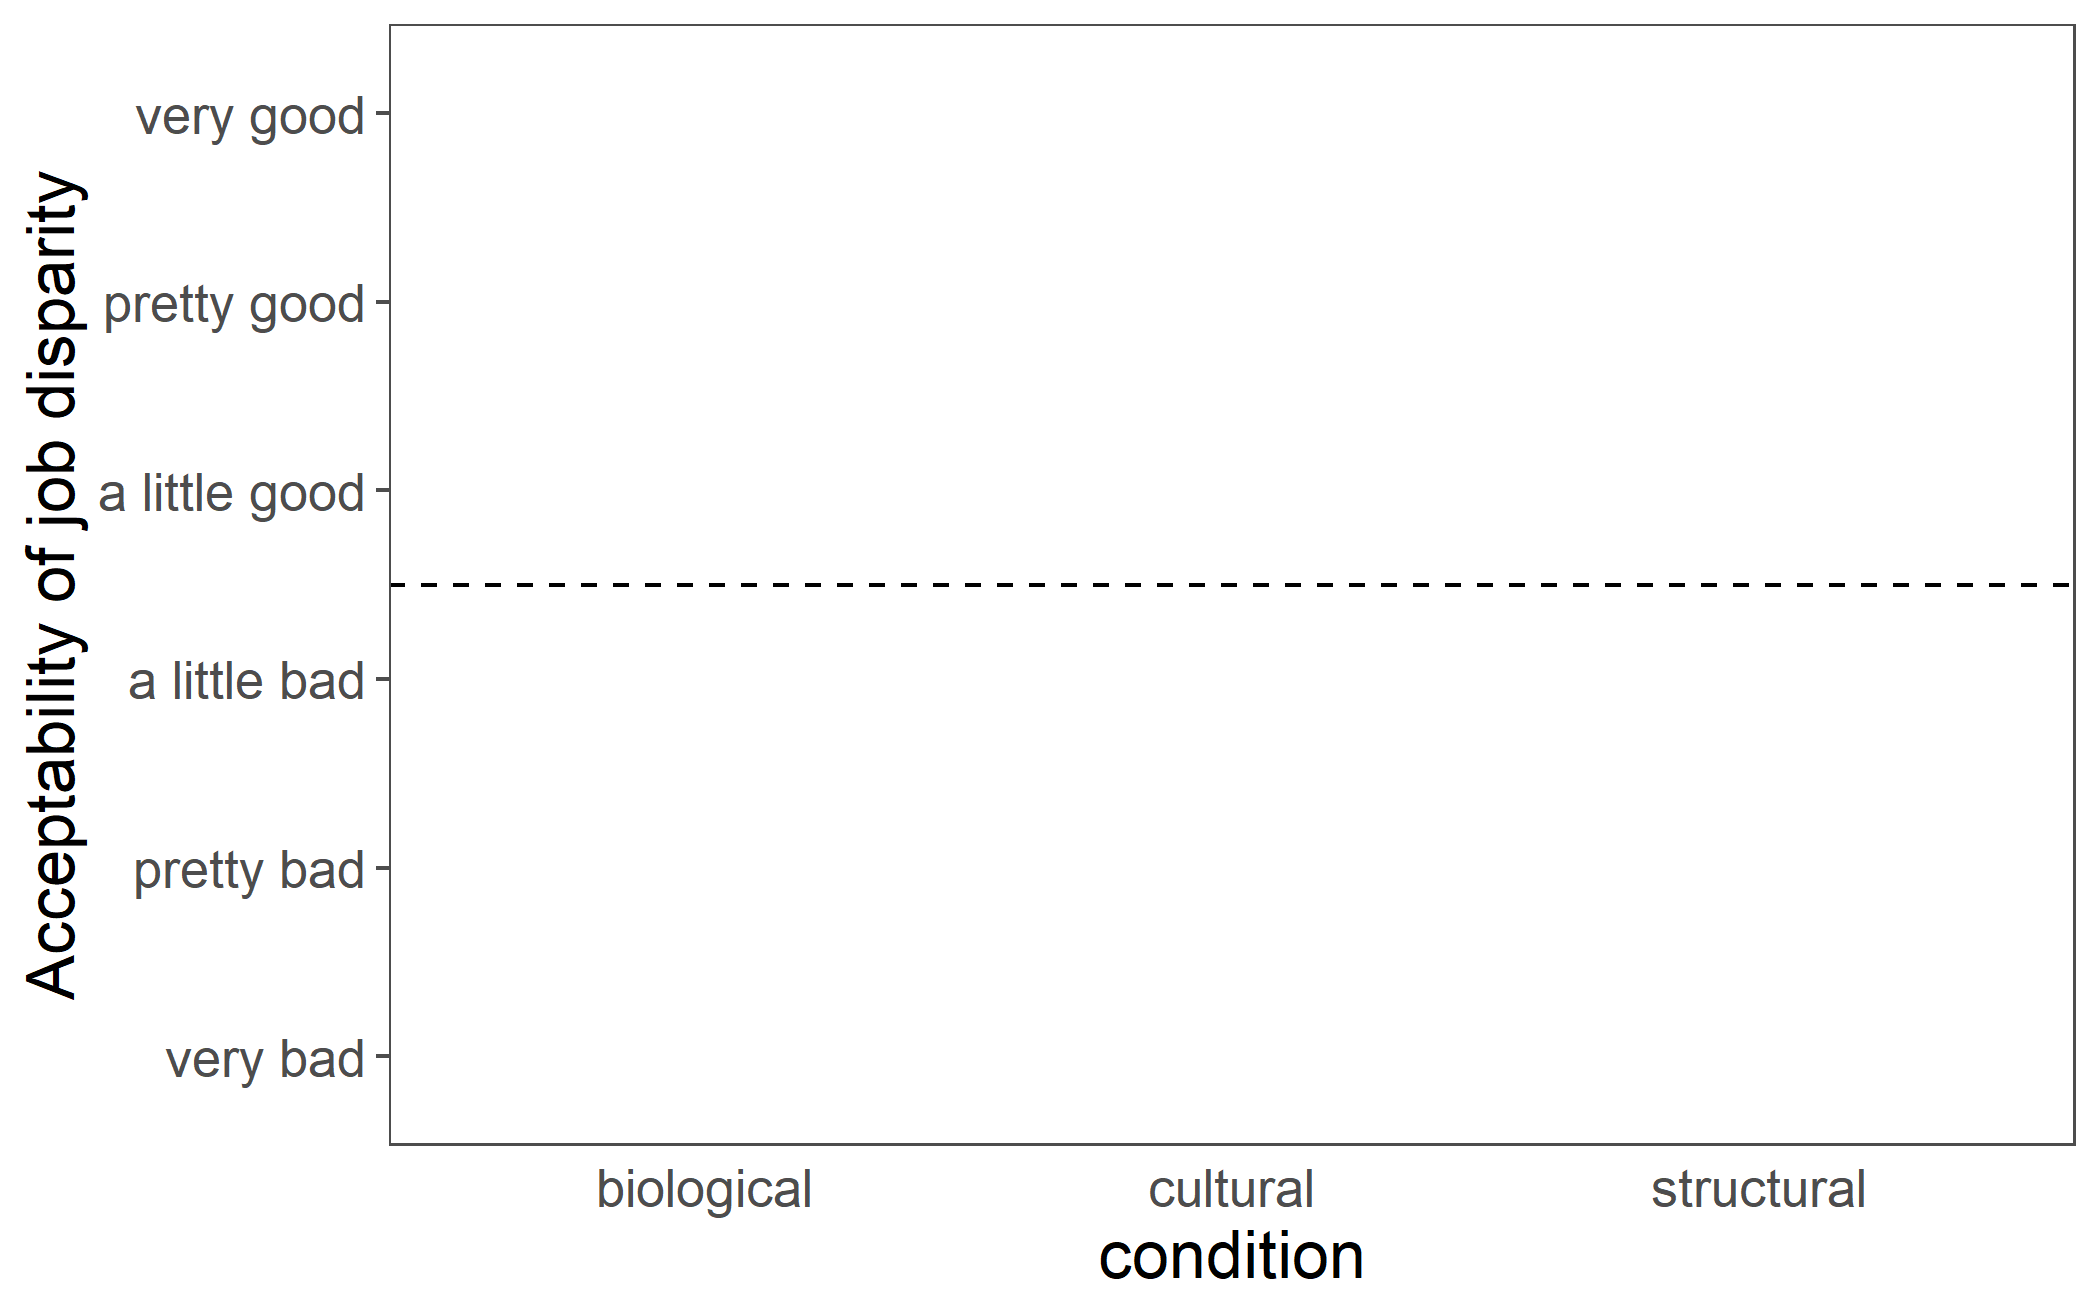 Acceptability of job disparity
very good
pretty good
a little good
a little bad
pretty bad
very bad
biological
cultural
structural
condition